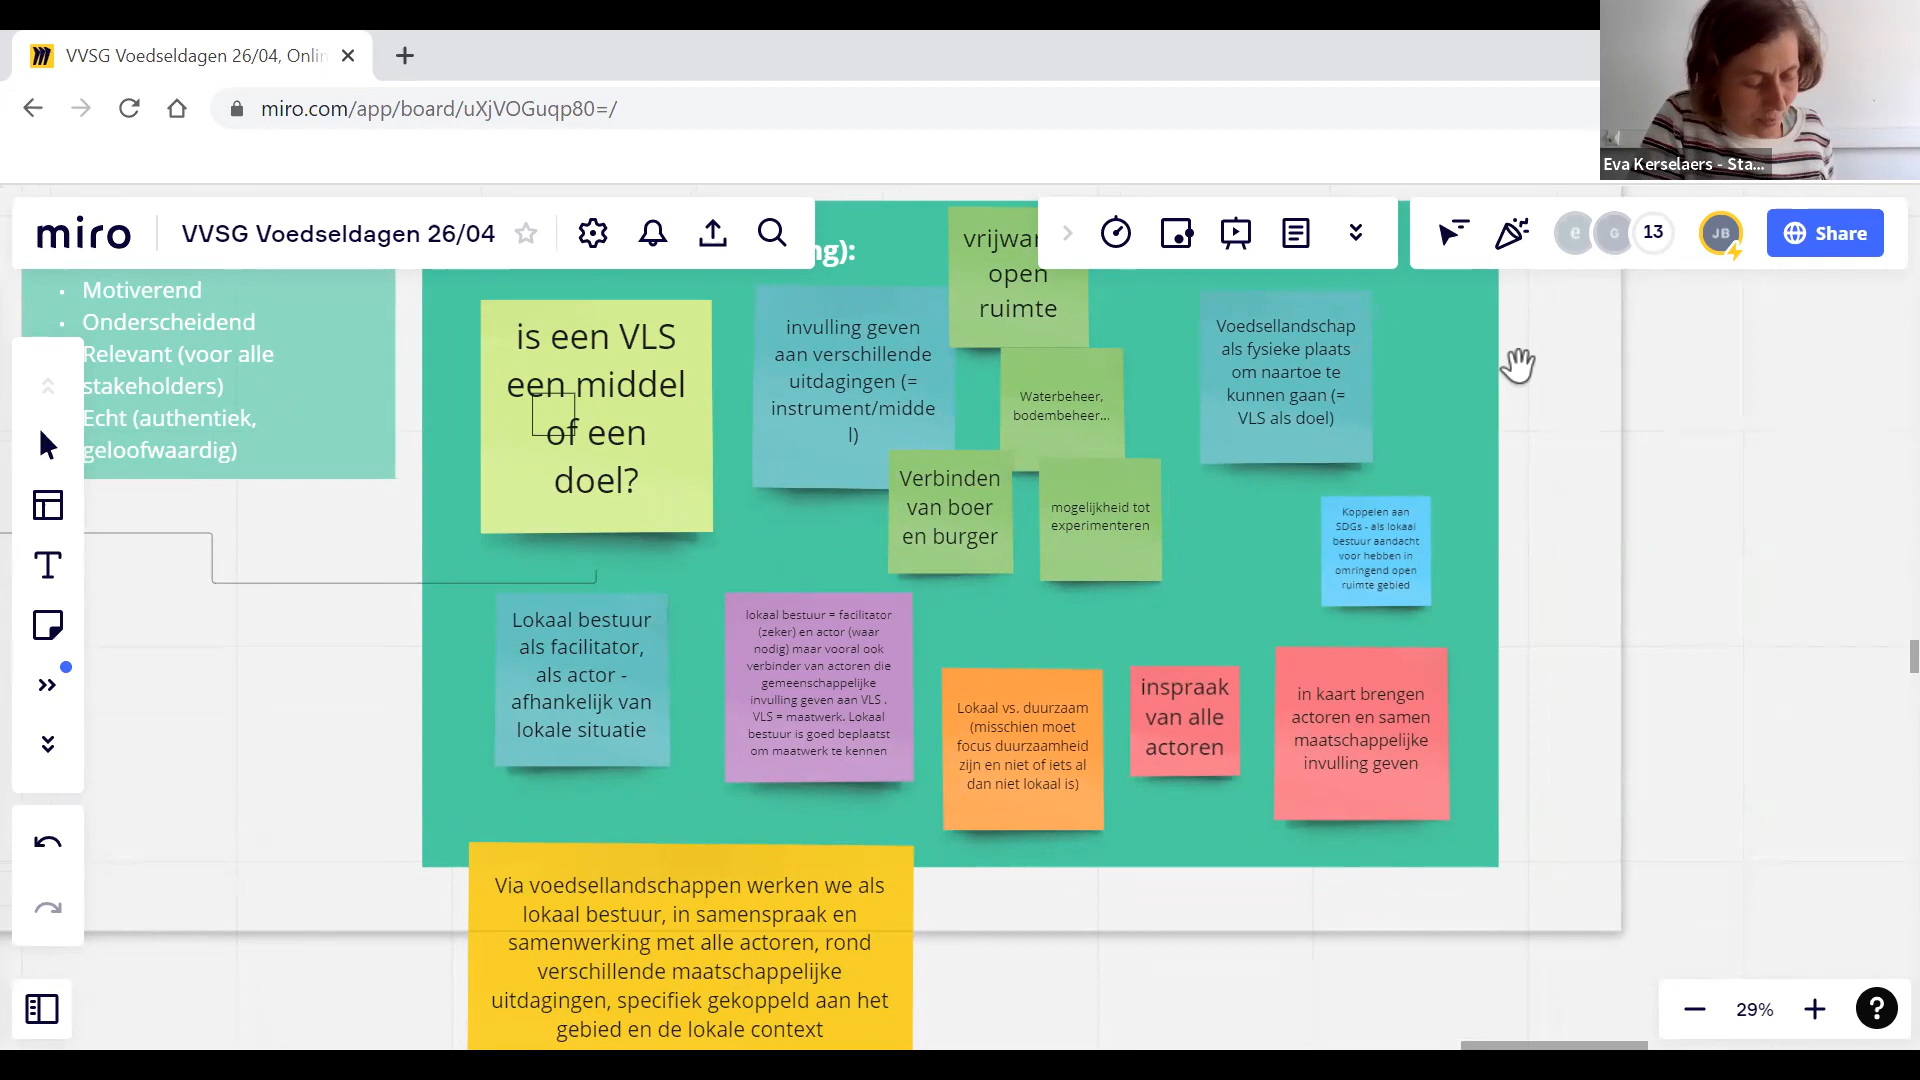 VVSG Voedseldagen 26/04, Onlin
miro.com/app/board/uXjVOGuqp80=/
Eva Kerselaers - Sta...
miro
VVSG Voedseldagen 26/04
e
G
13
JB
Share
ng):
• Motiverend
• Onderscheidend
Relevant (voor alle
stakeholders)
Echt (authentiek,
geloofwaardig)
is een VLS
een middel
of een
doel?
invulling geven
aan verschillende
uitdagingen (=
instrument/midde
l)
open
ruimte
Waterbeheer,
bodembeheer...
Verbinden
van boer
en burger
mogelijkheid tot
experimenteren
Voedsellandschap
als fysieke plaats
om naartoe te
kunnen gaan (=
VLS als doel)
Koppelen aan
SDGs - als lokaal
bestuur aandacht
voor hebben in
omringend open
ruimte gebied
Lokaal bestuur
als facilitator,
als actor -
afhankelijk van
lokale situatie
lokaal bestuur = facilitator
(zeker) en actor (waar
nodig) maar vooral ook
verbinder van actoren die
gemeenschappelijke
invulling geven aan VLS .
VLS = maatwerk. Lokaal
bestuur is goed beplaatst
om maatwerk te kennen
Lokaal vs. duurzaam
(misschien moet
focus duurzaamheid
zijn en niet of iets al
dan niet lokaal is)
inspraak
van alle
actoren
in kaart brengen
actoren en samen
maatschappelijke
invulling geven
Via voedsellandschappen werken we als
lokaal bestuur, in samenspraak en
samenwerking met alle actoren, rond
verschillende maatschappelijke
uitdagingen, specifiek gekoppeld aan het
gebied en de lokale context
29%
?